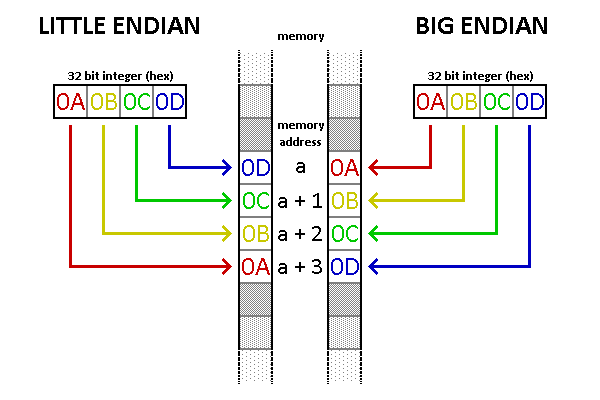 LITTLE ENDIAN
memory
BIG ENDIAN
32 bit integer (hex)
32 bit integer (hex)
0A 0B 0C 0D
0A 0B 0C 0D
memory
address
0D a 0A
0C a + 1 0B
0B a + 2 0C
0A a + 3 0D